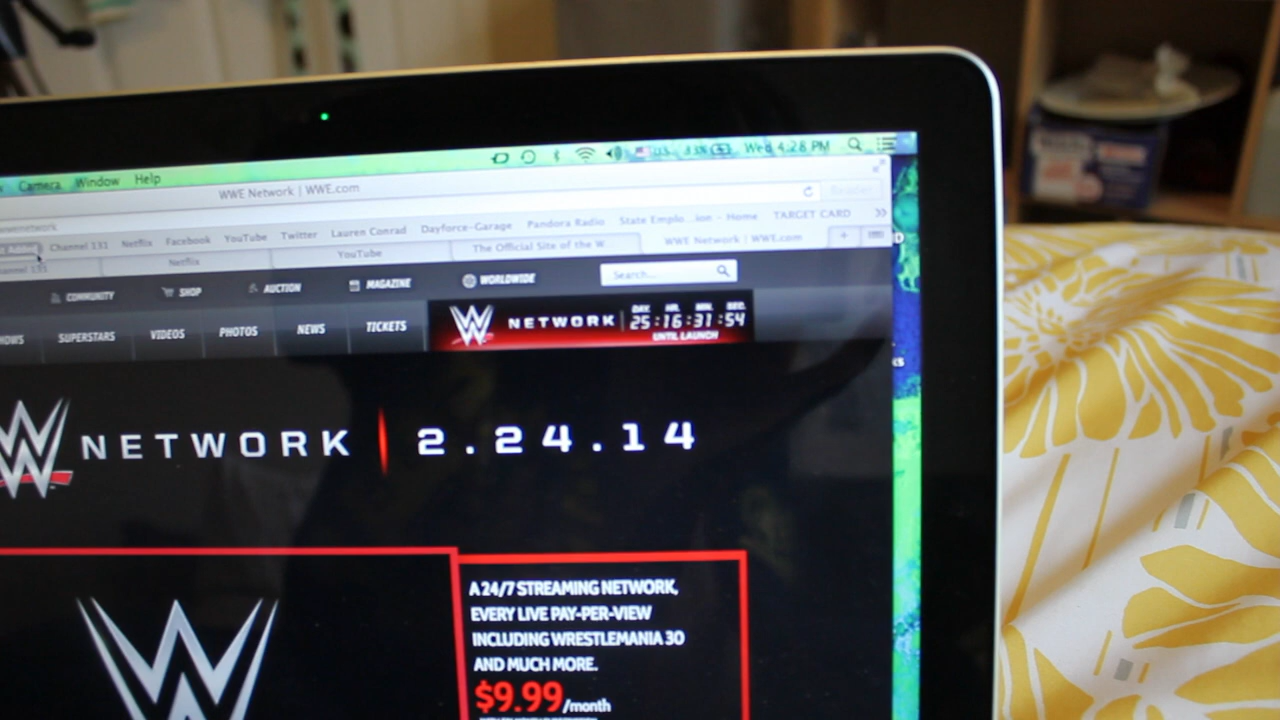 Camera Window Help
Wed 4:28 PM
WWE Network | WWE.com
Reader
Channel 131 Netflix Facebook YouTube Twitter Lauren Conrad Dayforce-Garage Pandora Radio State Emplo...ion - Home TARGET CARD
Netflix YouTube The Official Site of the W... WWE Network | WWE.com
COMMUNITY SHOP AUCTION MAGAZINE WORLDWIDE Search...
SUPERSTARS VIDEOS PHOTOS NEWS TICKETS
W NETWORK DAY HR. MIN. SEC.
25:16:31:54
UNTIL LAUNCH
W NETWORK 2.24.14
A 24/7 STREAMING NETWORK,
EVERY LIVE PAY-PER-VIEW
INCLUDING WRESTLEMANIA 30
AND MUCH MORE.
$9.99/month